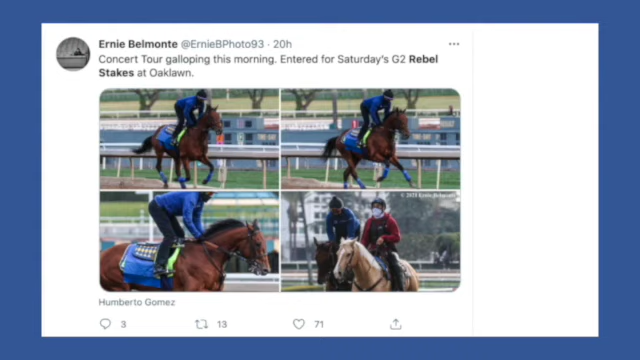 Ernie Belmonte @ErnieBPhoto93 · 20h
Concert Tour galloping this morning. Entered for Saturday's G2 Rebel
Stakes at Oaklawn.
Humberto Gomez
3 13 71